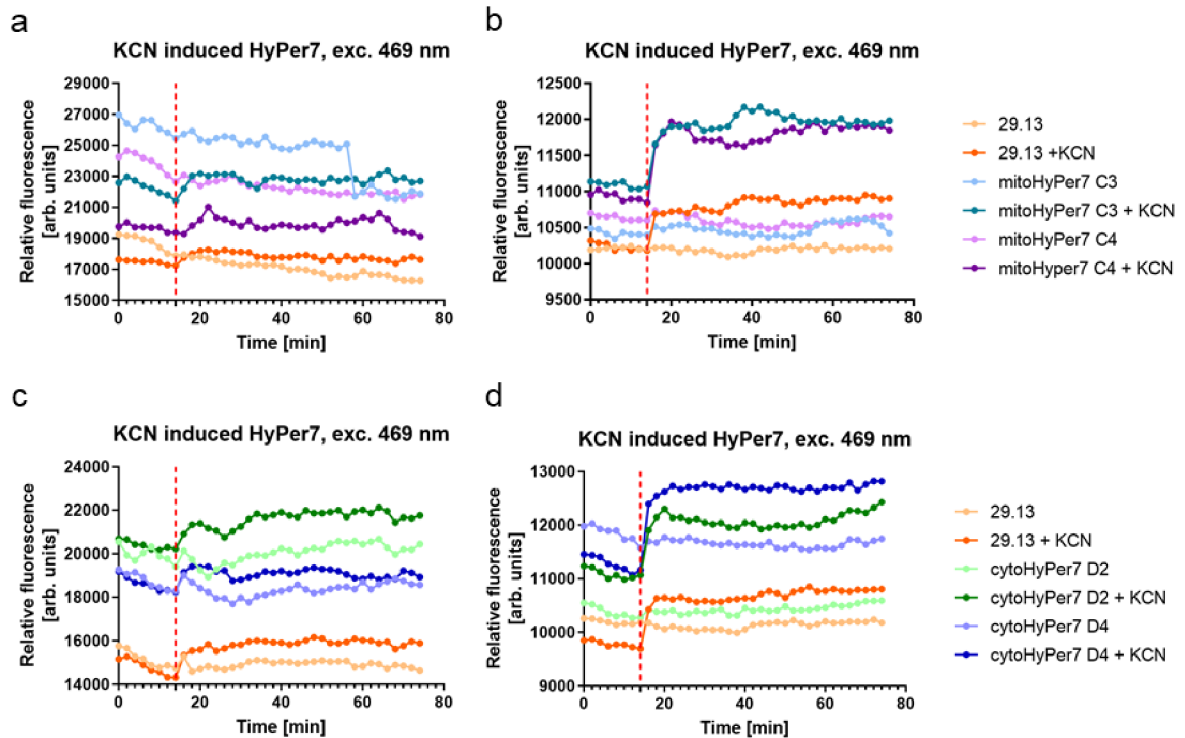 a
KCN induced HyPer7, exc. 469 nm
Relative fluorescence
[arb. units]
29000
27000
25000
23000
21000
19000
17000
15000
0
20
40
60
80
Time [min]
b
KCN induced HyPer7, exc. 469 nm
Relative fluorescence
[arb. units]
12500
12000
11500
11000
10500
10000
9500
0
20
40
60
80
Time [min]
29.13
29.13 +KCN
mitoHyPer7 C3
mitoHyPer7 C3 + KCN
mitoHyPer7 C4
mitoHyper7 C4 + KCN
c
KCN induced HyPer7, exc. 469 nm
Relative fluorescence
[arb. units]
24000
22000
20000
18000
16000
14000
0
20
40
60
80
Time [min]
d
KCN induced HyPer7, exc. 469 nm
Relative fluorescence
[arb. units]
13000
12000
11000
10000
9000
0
20
40
60
80
Time [min]
29.13
29.13 + KCN
cytoHyPer7 D2
cytoHyPer7 D2 + KCN
cytoHyPer7 D4
cytoHyPer7 D4 + KCN